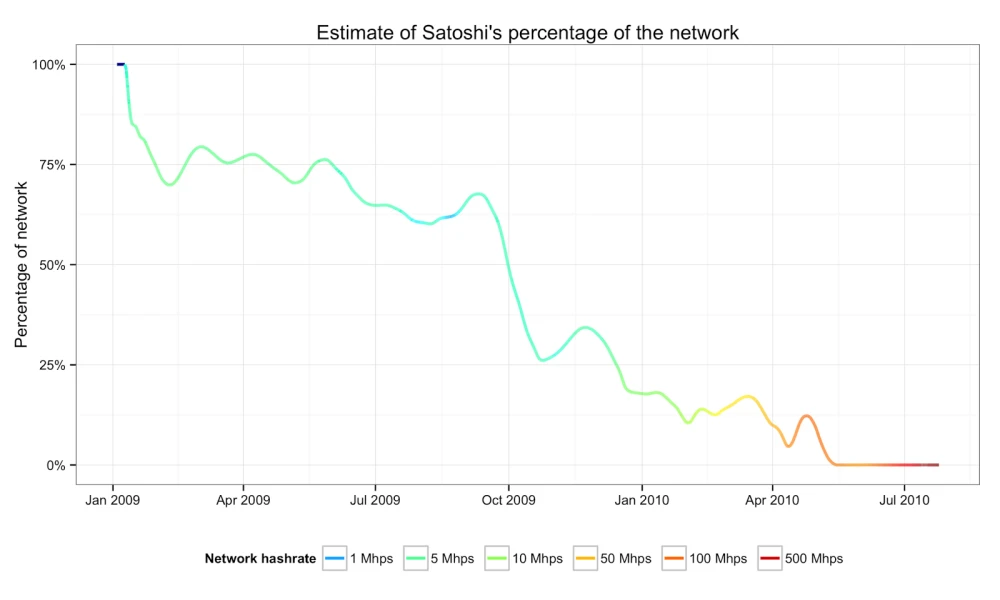 Estimate of Satoshi's percentage of the network
Percentage of network
100%
75%
50%
25%
0%
Jan 2009 Apr 2009 Jul 2009 Oct 2009 Jan 2010 Apr 2010 Jul 2010
Network hashrate 1 Mhps 5 Mhps 10 Mhps 50 Mhps 100 Mhps 500 Mhps